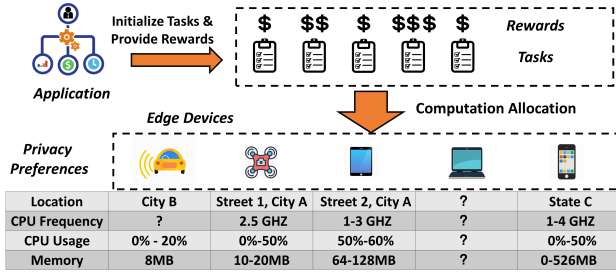 Initialize Tasks &
Provide Rewards
$ $$ $ $$$ $
Rewards
Tasks
Application
Computation Allocation
Edge Devices
Privacy
Preferences
Location City B Street 1, City A Street 2, City A ? State C
CPU Frequency ? 2.5 GHZ 1-3 GHZ ? 1-4 GHZ
CPU Usage 0% - 20% 0%-50% 50%-60% ? 0%-50%
Memory 8MB 10-20MB 64-128MB ? 0-526MB